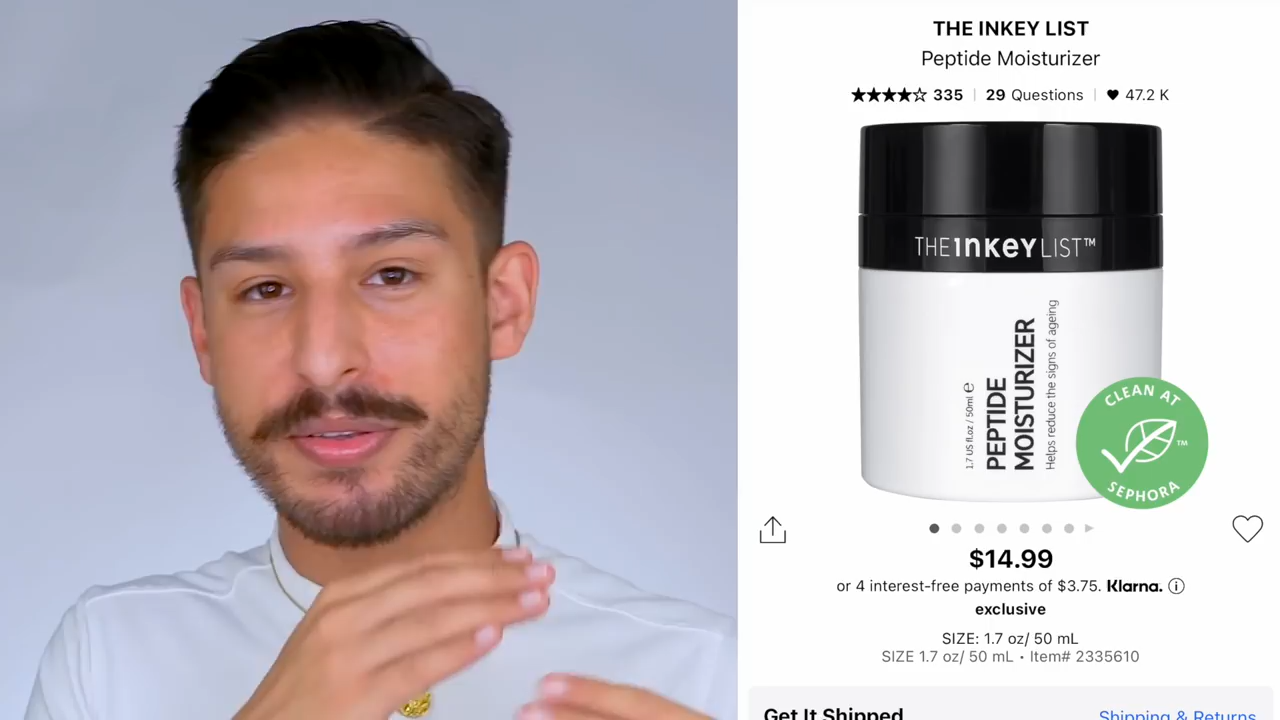 THE INKEY LIST
Peptide Moisturizer
★★★★☆ 335 | 29 Questions | ♥ 47.2 K
THE INKEY LIST™
1.7 US fl.oz / 50ml ℮
PEPTIDE
MOISTURIZER
Helps reduce the signs of ageing
CLEAN AT
™
SEPHORA
$14.99
or 4 interest-free payments of $3.75. Klarna. ⓘ
exclusive
SIZE: 1.7 oz/ 50 mL
SIZE 1.7 oz/ 50 mL • Item# 2335610
Get It Shipped
Shipping & Returns